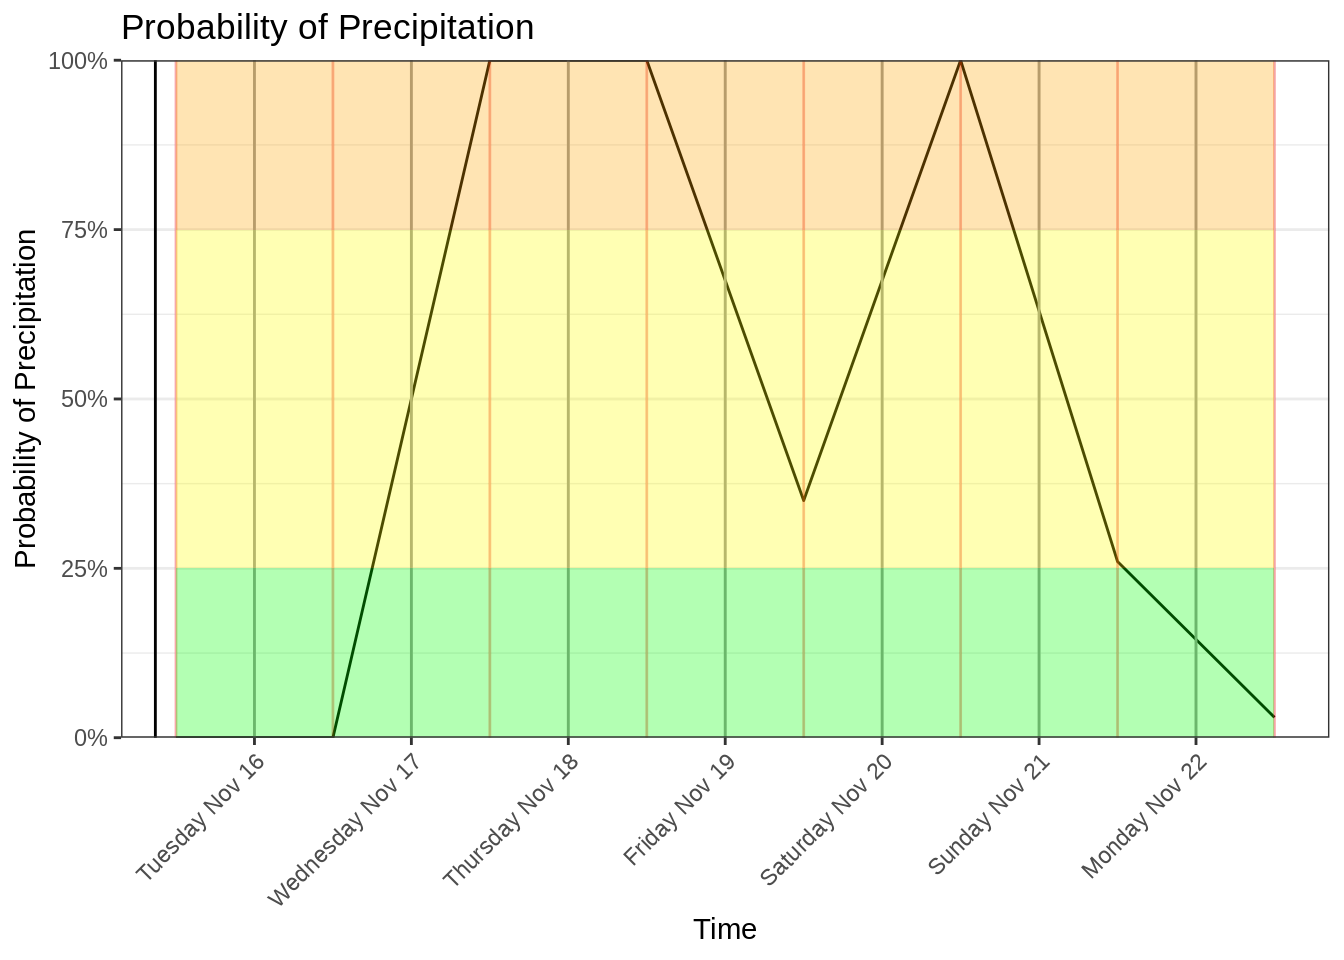 Probability of Precipitation
Probability of Precipitation
100%
75%
50%
25%
0%
Tuesday Nov 16
Wednesday Nov 17
Thursday Nov 18
Friday Nov 19
Saturday Nov 20
Sunday Nov 21
Monday Nov 22
Time